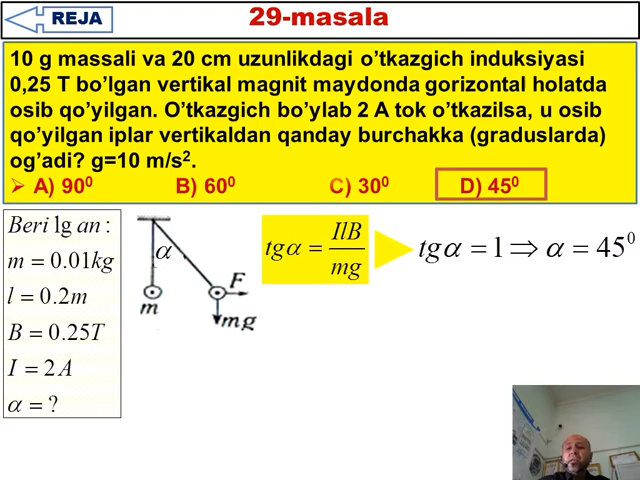 REJA
29-masala
10 g massali va 20 cm uzunlikdagi o’tkazgich induksiyasi
0,25 T bo’lgan vertikal magnit maydonda gorizontal holatda
osib qo’yilgan. O’tkazgich bo’ylab 2 A tok o’tkazilsa, u osib
qo’yilgan iplar vertikaldan qanday burchakka (graduslarda)
og’adi? g=10 m/s².
➢ A) 90⁰ B) 60⁰ C) 30⁰ D) 45⁰
Beri lg an :
m = 0.01kg
l = 0.2m
B = 0.25T
I = 2A
α = ?
α
F
m
mg
tgα = IlB/mg
tgα = 1 ⇒ α = 45⁰